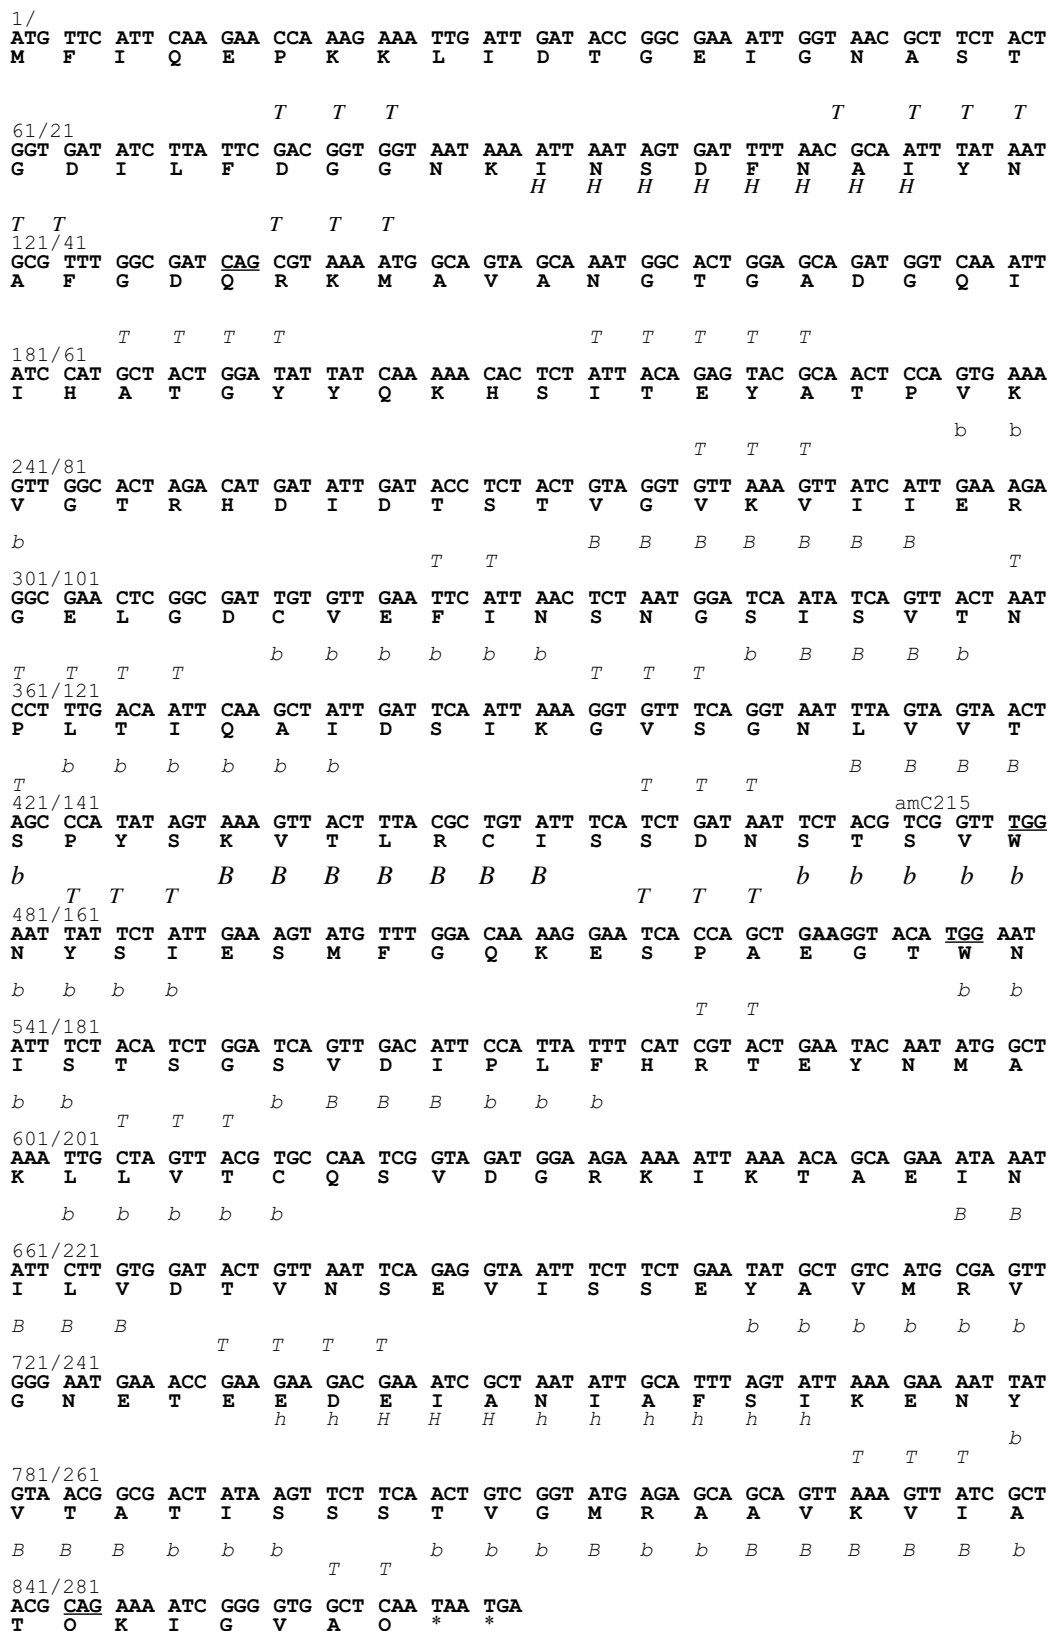 1/
ATG TTC ATT CAA GAA CCA AAG AAA TTG ATT GAT ACC GGC GAA ATT GGT AAC GCT TCT ACT
M F I Q E P K K L I D T G E I G N A S T
T T T T T T T
61/21
GGT GAT ATC TTA TTC GAC GGT GGT AAT AAA ATT AAT AGT GAT TTT AAC GCA ATT TAT AAT
G D I L F D G G N K I N S D F N A I Y N
H H H H H H H H
T T T T T
121/41
GCG TTT GGC GAT CAG CGT AAA ATG GCA GTA GCA AAT GGC ACT GGA GCA GAT GGT CAA ATT
A F G D Q R K M A V A N G T G A D G Q I
T T T T T T T T T
181/61
ATC CAT GCT ACT GGA TAT TAT CAA AAA CAC TCT ATT ACA GAG TAC GCA ACT CCA GTG AAA
I H A T G Y Y Q K H S I T E Y A T P V K
b b
T T T
241/81
GTT GGC ACT AGA CAT GAT ATT GAT ACC TCT ACT GTA GGT GTT AAA GTT ATC ATT GAA AGA
V G T R H D I D T S T V G V K V I I E R
b B B B B B B B
T T T
301/101
GGC GAA CTC GGC GAT TGT GTT GAA TTC ATT AAC TCT AAT GGA TCA ATA TCA GTT ACT AAT
G E L G D C V E F I N S N G S I S V T N
b b b b b b b B B B b
T T T T T T T
361/121
CCT TTG ACA ATT CAA GCT ATT GAT TCA ATT AAA GGT GTT TCA GGT AAT TTA GTA GTA ACT
P L T I Q A I D S I K G V S G N L V V T
b b b b b b B B B B
T T T T
421/141 amC215
AGC CCA TAT AGT AAA GTT ACT TTA CGC TGT ATT TCA TCT GAT AAT TCT ACG TCG GTT TGG
S P Y S K V T L R C I S S D N S T S V W
b B B B B B B B b b b b b
T T T T T T
481/161
AAT TAT TCT ATT GAA AGT ATG TTT GGA CAA AAG GAA TCA CCA GCT GAAGGT ACA TGG AAT
N Y S I E S M F G Q K E S P A E G T W N
b b b b b b
T T
541/181
ATT TCT ACA TCT GGA TCA GTT GAC ATT CCA TTA TTT CAT CGT ACT GAA TAC AAT ATG GCT
I S T S G S V D I P L F H R T E Y N M A
b b b B B B b b b
T T T
601/201
AAA TTG CTA GTT ACG TGC CAA TCG GTA GAT GGA AGA AAA ATT AAA ACA GCA GAA ATA AAT
K L L V T C Q S V D G R K I K T A E I N
b b b b b B B
661/221
ATT CTT GTG GAT ACT GTT AAT TCA GAG GTA ATT TCT TCT GAA TAT GCT GTC ATG CGA GTT
I L V D T V N S E V I S S E Y A V M R V
B B B b b b b b b
T T T T
721/241
GGG AAT GAA ACC GAA GAA GAC GAA ATC GCT AAT ATT GCA TTT AGT ATT AAA GAA AAT TAT
G N E T E E D E I A N I A F S I K E N Y
h h H H H h h h h h h
b
T T T
781/261
GTA ACG GCG ACT ATA AGT TCT TCA ACT GTC GGT ATG AGA GCA GCA GTT AAA GTT ATC GCT
V T A T I S S S T V G M R A A V K V I A
B B B b b b b b b B b b B B B B B b
T T
841/281
ACG CAG AAA ATC GGG GTG GCT CAA TAA TGA
T Q K I G V A Q * *